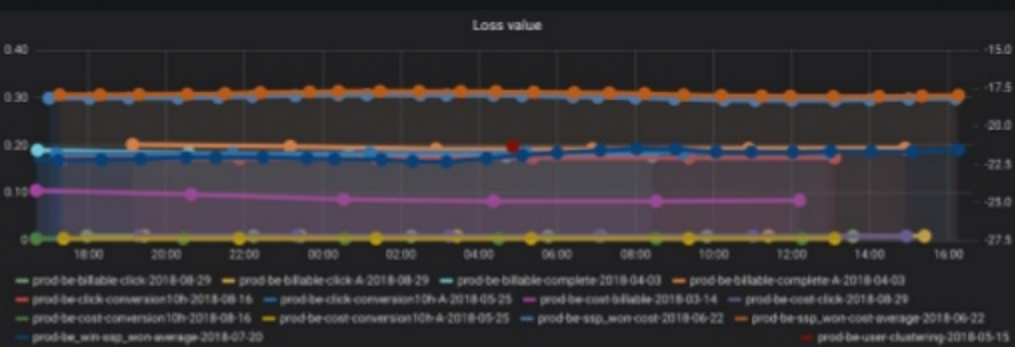 Loss value
0.40 -15.0
0.30 -17.5
0.20 -20.0
-22.5
0.10 -25.0
0 -27.5
18:00 20:00 22:00 00:00 02:00 04:00 06:00 08:00 10:00 12:00 14:00 16:00
prod-be-billable-click-2018-08-29 prod-be-billable-click-A-2018-08-29 prod-be-billable-complete-2018-04-03 prod-be-billable-complete-A-2018-04-03
prod-be-click-conversion10h-2018-08-16 prod-be-click-conversion10h-A-2018-05-25 prod-be-cost-billable-2018-03-14 prod-be-cost-click-2018-08-29
prod-be-cost-conversion10h-2018-08-16 prod-be-cost-conversion10h-A-2018-05-25 prod-be-ssp_won-cost-2018-06-22 prod-be-ssp_won-cost-average-2018-06-22
prod-be_win-ssp_won-average-2018-07-20 prod-be-user-clustering-2018-05-15